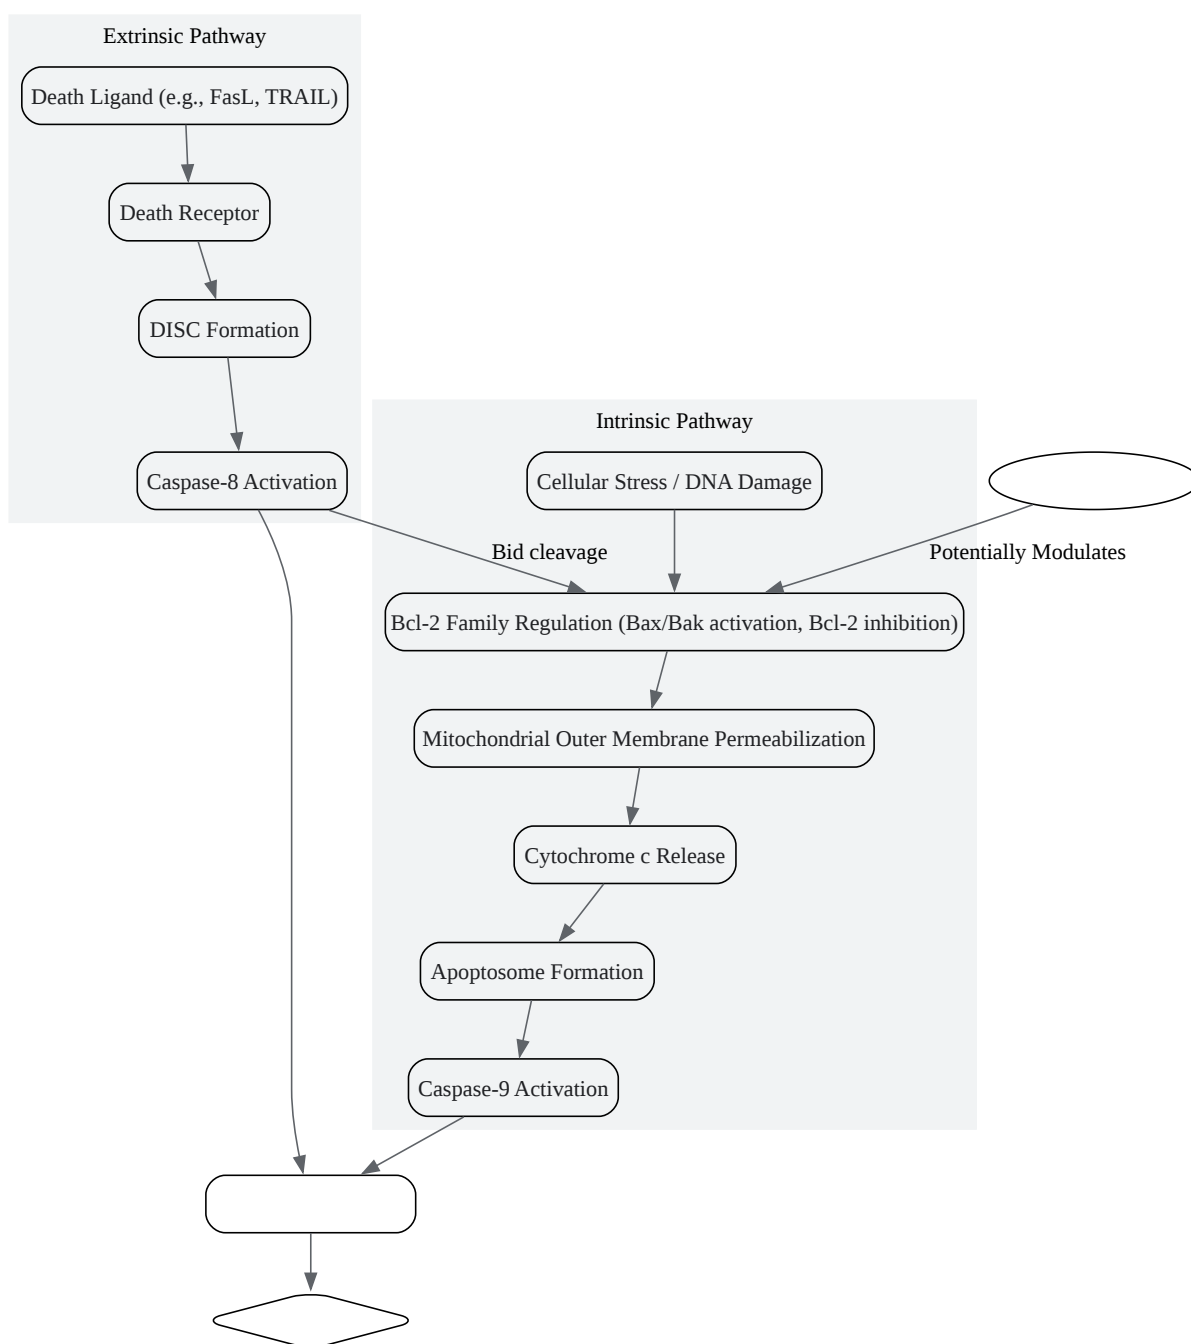 Extrinsic Pathway
Death Ligand (e.g., FasL, TRAIL)
Death Receptor
DISC Formation
Caspase-8 Activation
Intrinsic Pathway
Cellular Stress / DNA Damage
Bid cleavage
Potentially Modulates
Bcl-2 Family Regulation (Bax/Bak activation, Bcl-2 inhibition)
Mitochondrial Outer Membrane Permeabilization
Cytochrome c Release
Apoptosome Formation
Caspase-9 Activation